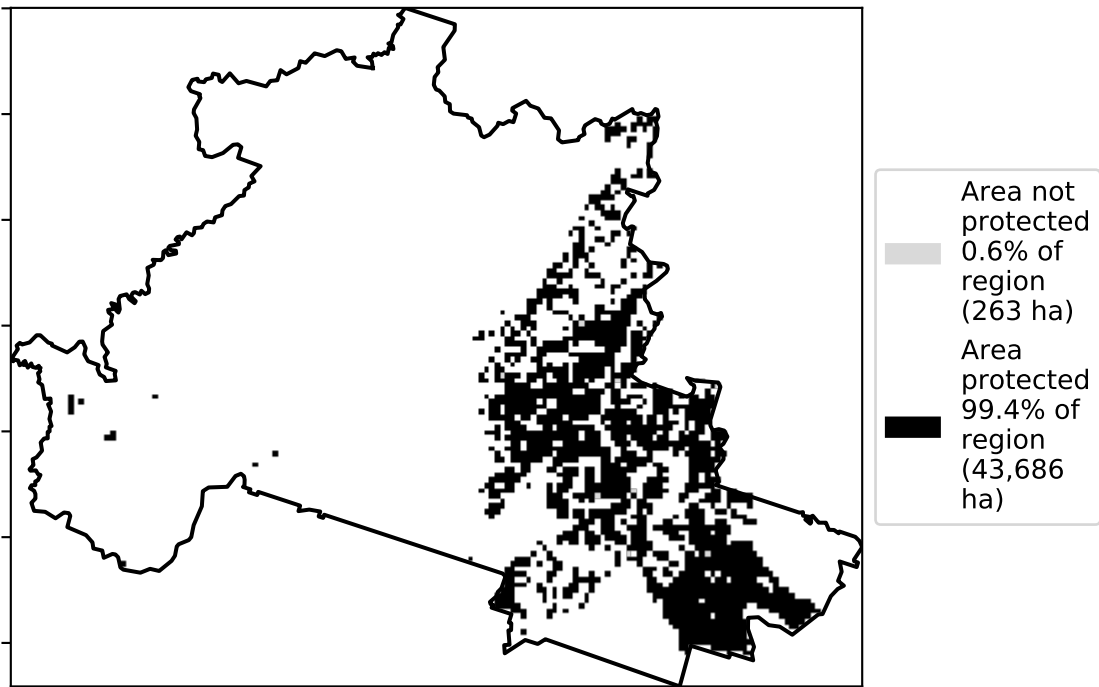 Area not
protected
0.6% of
region
(263 ha)
Area
protected
99.4% of
region
(43,686
ha)